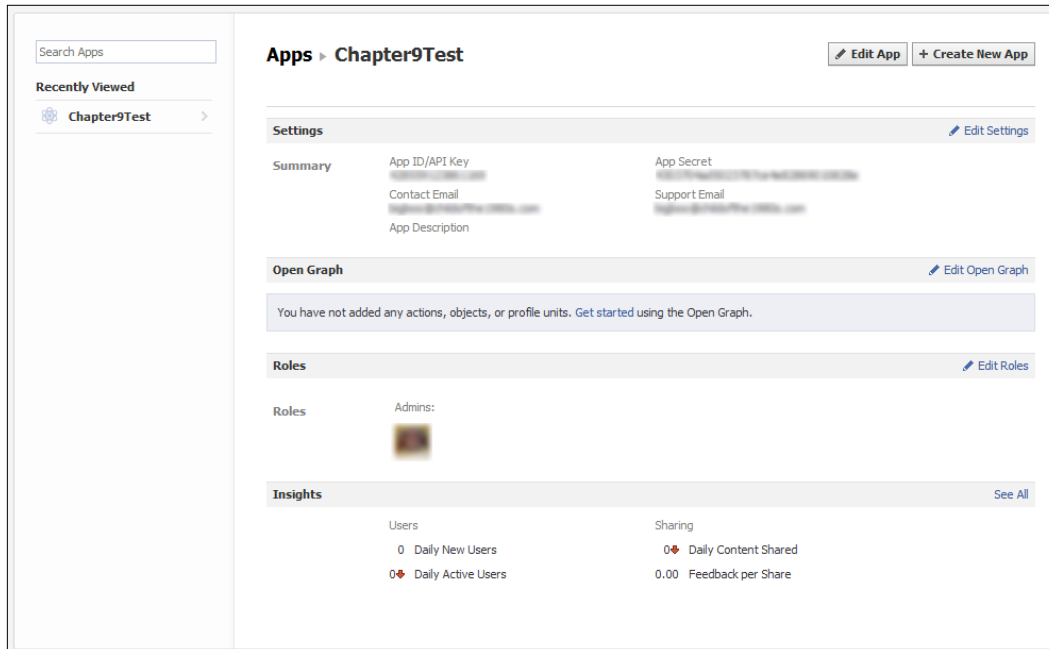 Search Apps
Recently Viewed
Chapter9Test
Apps ▸ Chapter9Test
Edit App
+ Create New App
Settings
Edit Settings
Summary
App ID/API Key
App Secret
Contact Email
Support Email
App Description
Open Graph
Edit Open Graph
You have not added any actions, objects, or profile units. Get started using the Open Graph.
Roles
Edit Roles
Roles
Admins:
Insights
See All
Users
Sharing
0 Daily New Users
0 Daily Content Shared
0 Daily Active Users
0.00 Feedback per Share